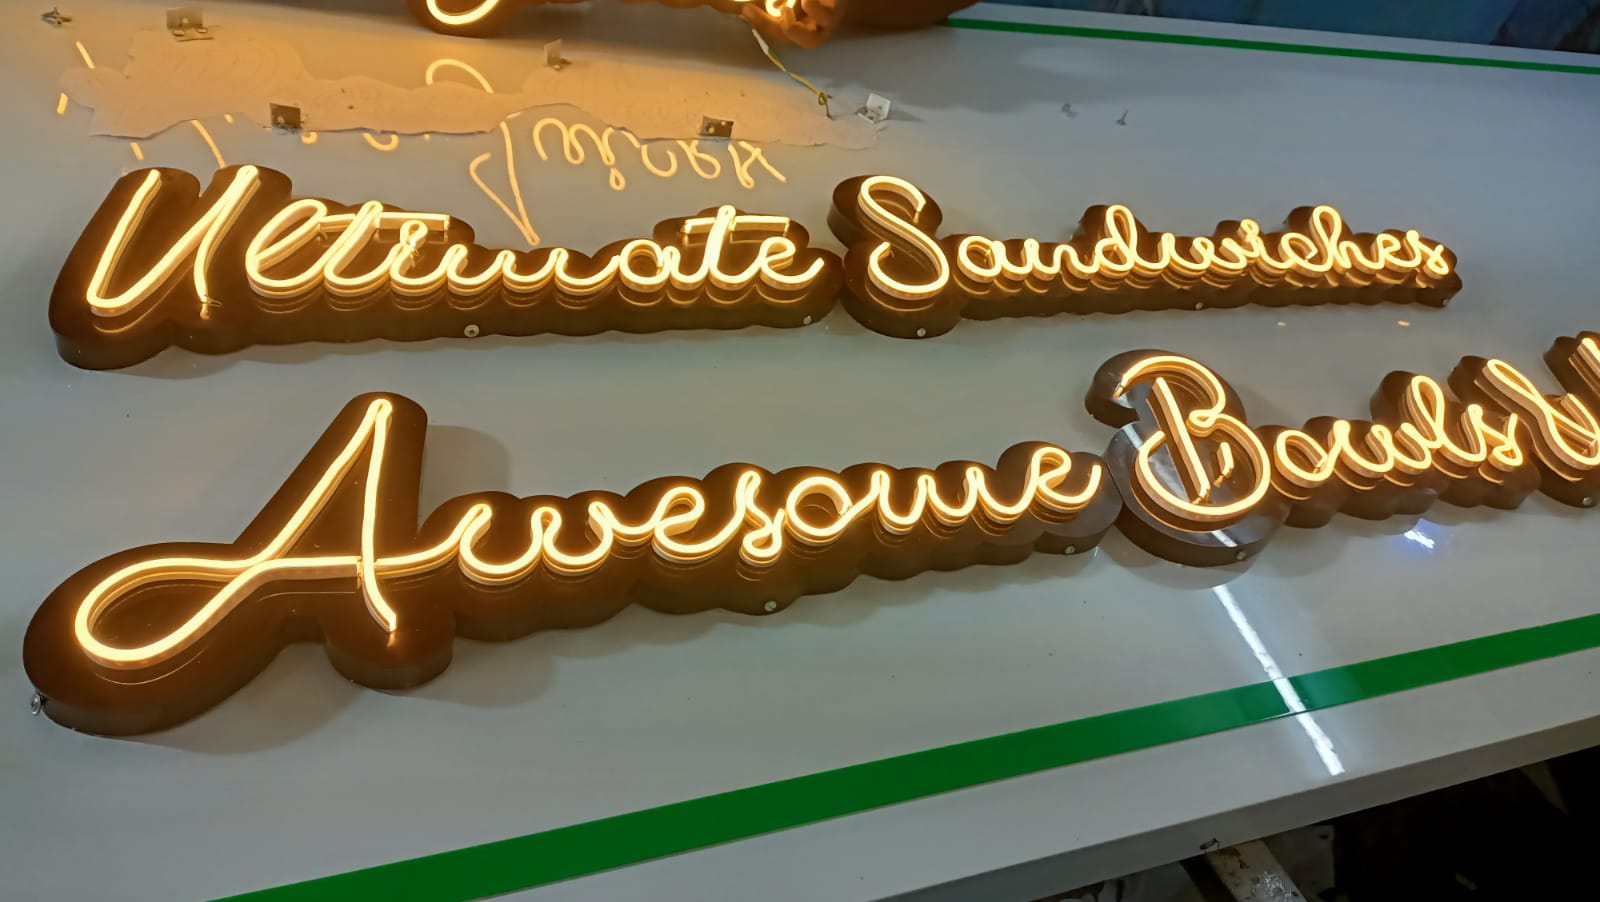 Ultimate Sandwiches
Awesome Bowls